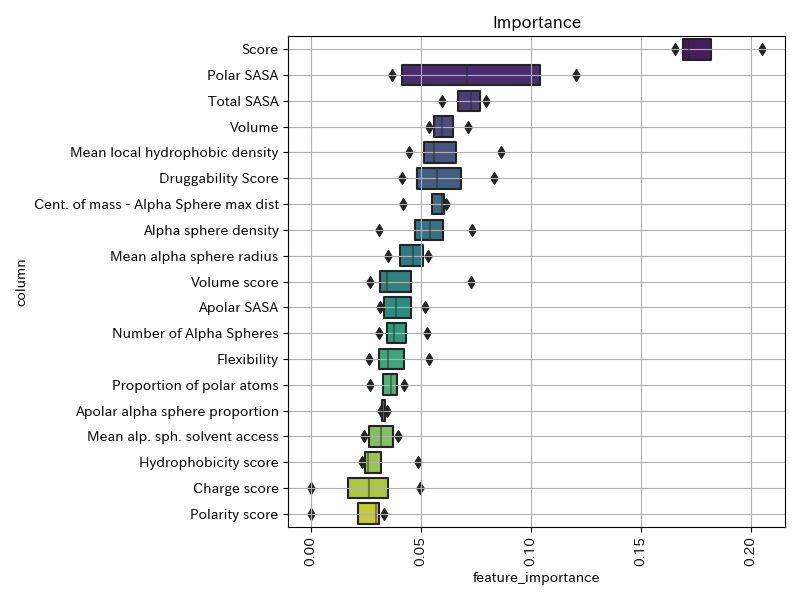 Importance
Score
Polar SASA
Total SASA
Volume
Mean local hydrophobic density
Druggability Score
Cent. of mass - Alpha Sphere max dist
Alpha sphere density
Mean alpha sphere radius
Volume score
Apolar SASA
Number of Alpha Spheres
Flexibility
Proportion of polar atoms
Apolar alpha sphere proportion
Mean alp. sph. solvent access
Hydrophobicity score
Charge score
Polarity score
column
0.00
0.05
0.10
0.15
0.20
feature_importance